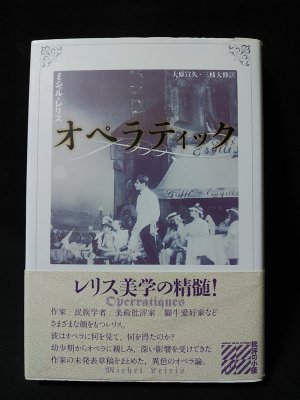 ミシェル・レリス
大原宣久・三枝大修訳
オペラティック
レリス美学の精髄!
Operratiques
作家 民族学者 美術批評家 闘牛愛好家など
さまざまな顔をもつレリス。
彼はオペラに何を見て、何を得たのか?
幼少期からオペラに親しみ、深い影響を受けてきた
作家の未発表草稿をまとめた、異色のオペラ論。
Michel Leiris
批評の小径